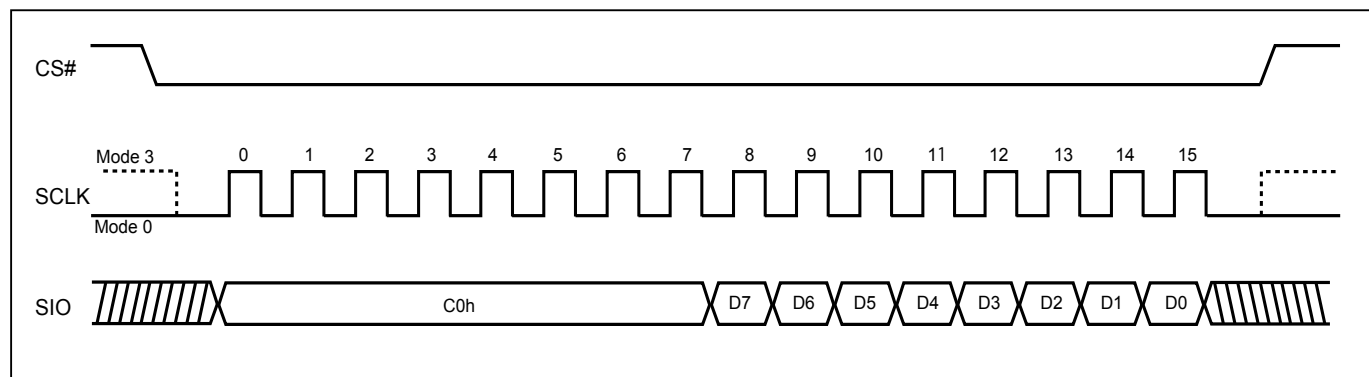 CS#
Mode 3
0 1 2 3 4 5 6 7 8 9 10 11 12 13 14 15
SCLK
Mode 0
SIO
C0h D7 D6 D5 D4 D3 D2 D1 D0